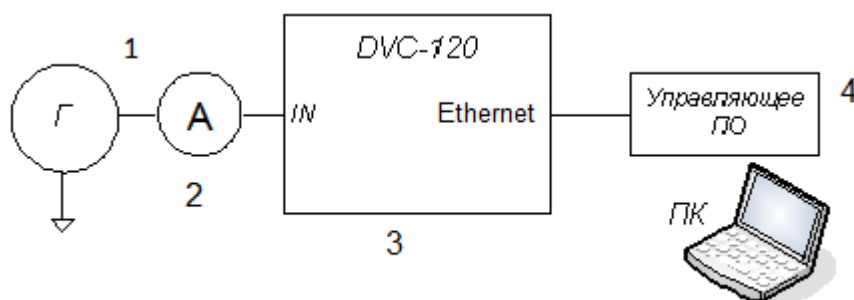 1
DVC-120
Г
А
IN
Ethernet
Управляющее
ПО
4
2
3
ПК